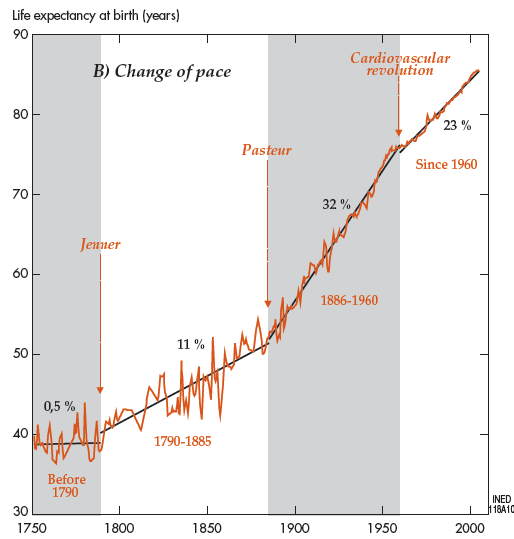 Life expectancy at birth (years)
90
B) Change of pace
Cardiovascular
revolution
80
23 %
Pasteur
Since 1960
70
32 %
Jenner
60
1886-1960
11 %
50
0,5 %
40
1790-1885
Before
1790
INED
118A10
30
1750
1800
1850
1900
1950
2000